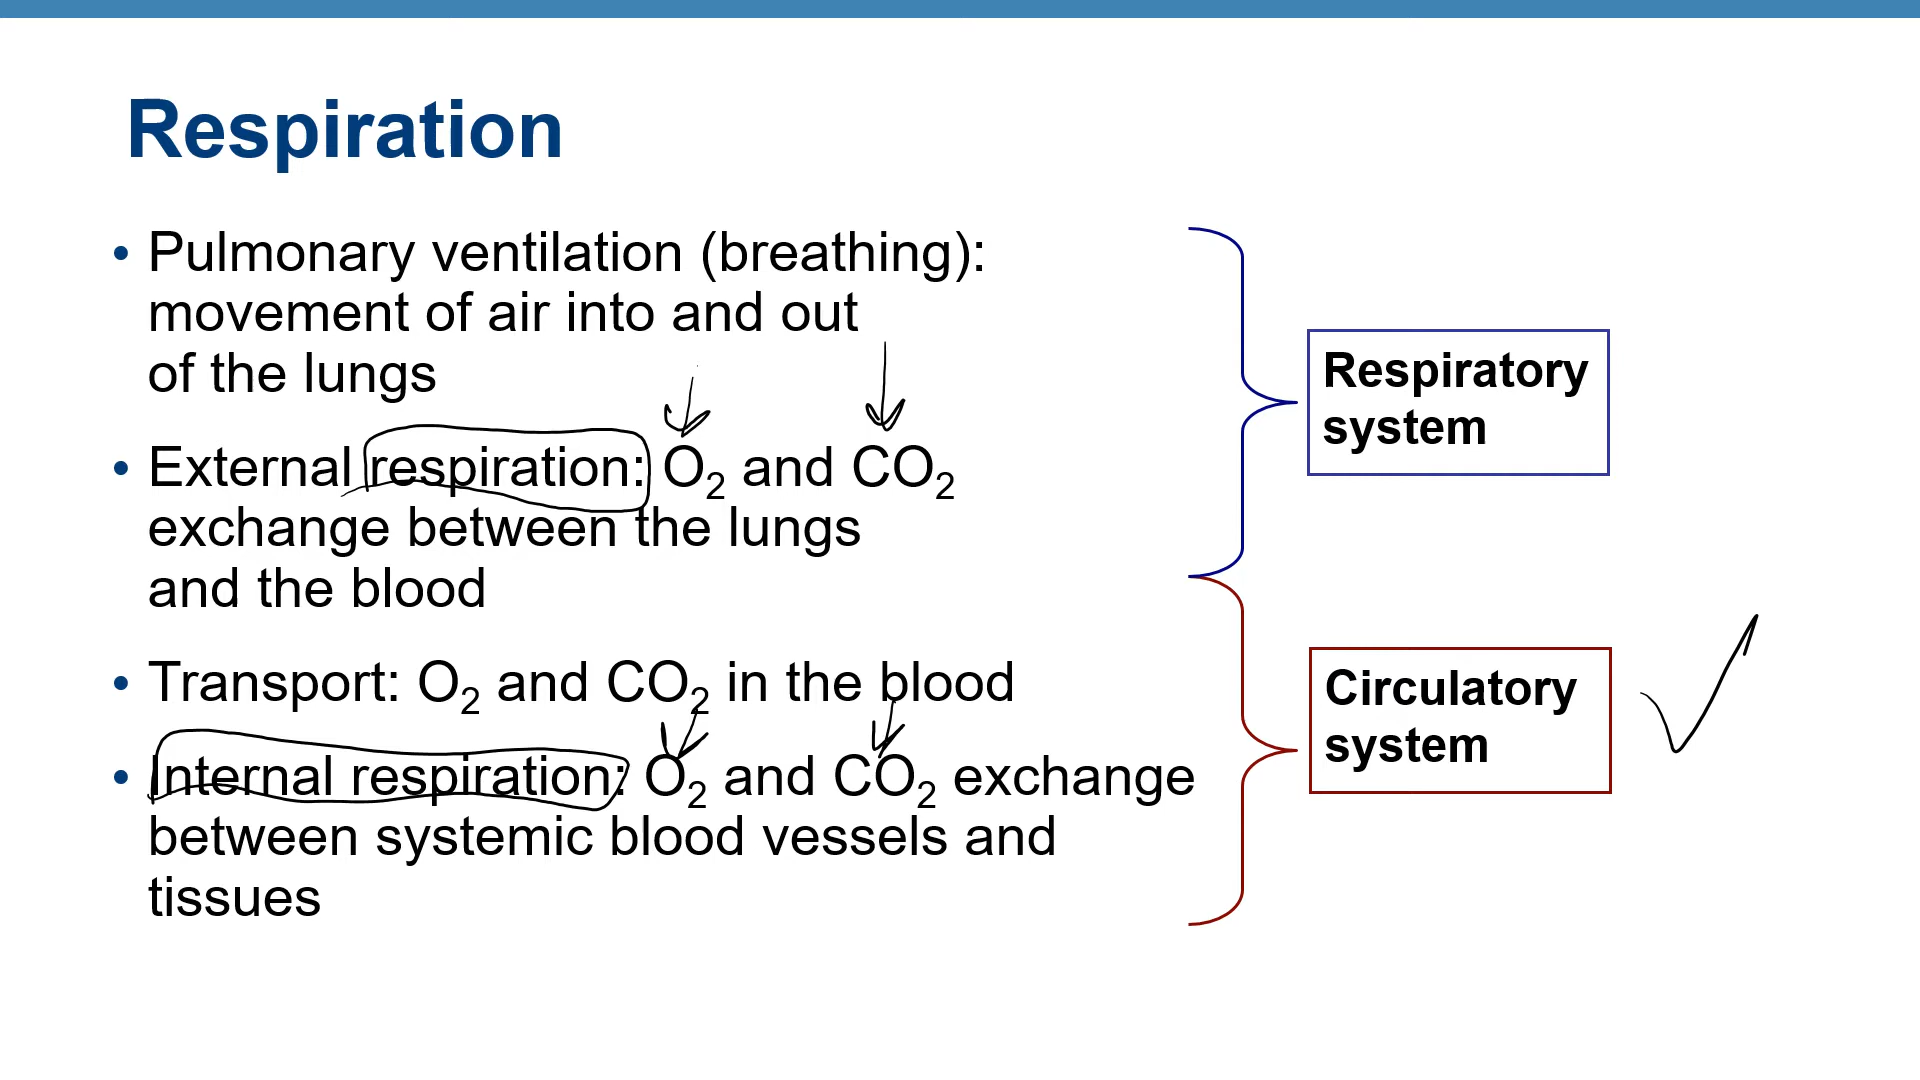 Respiration
• Pulmonary ventilation (breathing):
movement of air into and out
of the lungs
• External respiration: O₂ and CO₂
exchange between the lungs
and the blood
• Transport: O₂ and CO₂ in the blood
• Internal respiration: O₂ and CO₂ exchange
between systemic blood vessels and
tissues
Respiratory
system
Circulatory
system